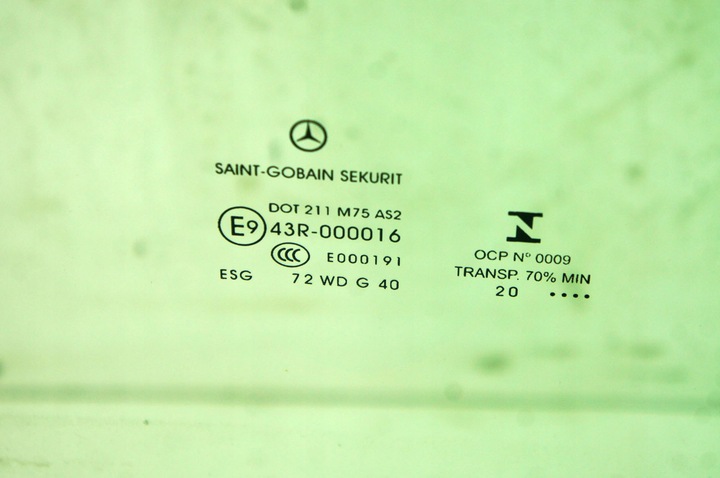 SAINT-GOBAIN SEKURIT
DOT 211 M75 AS2
E9 43R-000016
CCC E000191
ESG 72 WD G 40
N
OCP N° 0009
TRANSP. 70% MIN
20 ....